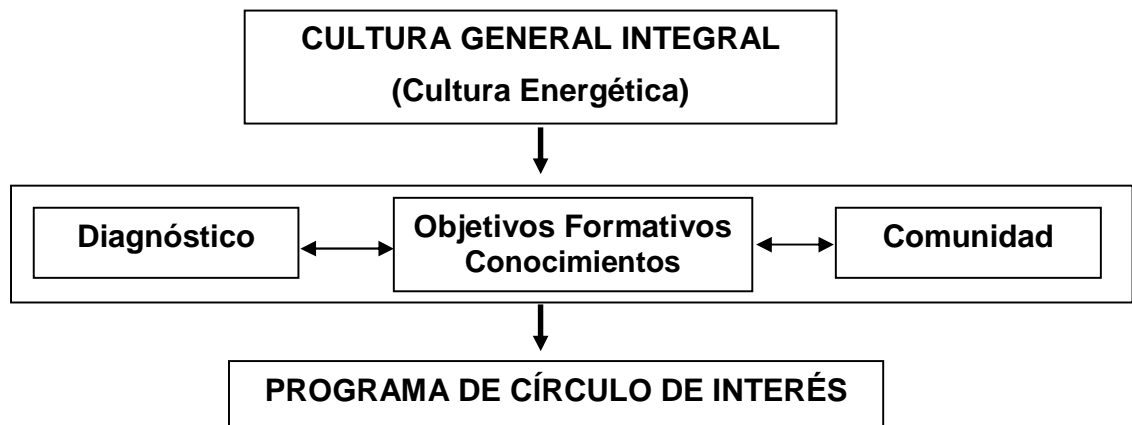 CULTURA GENERAL INTEGRAL
(Cultura Energética)
Diagnóstico
Objetivos Formativos
Conocimientos
Comunidad
PROGRAMA DE CÍRCULO DE INTERÉS